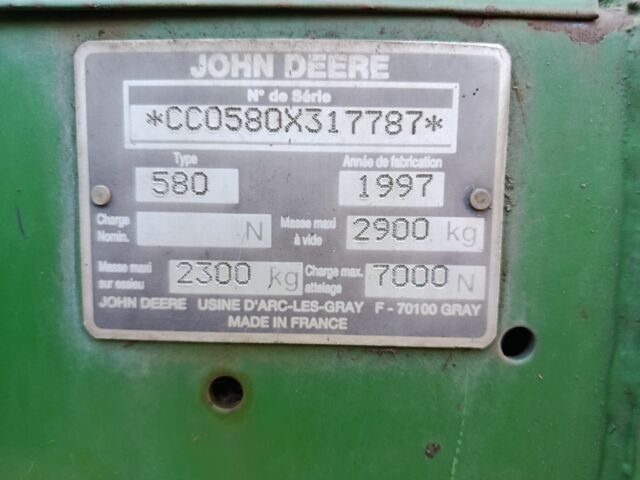 JOHN DEERE
N° de Série
*CC0580X317787*
Type Année de fabrication
580 1997
Charge Nomin. N Masse maxi à vide 2900 kg
Masse maxi sur essieu 2300 kg Charge max. attelage 7000 N
JOHN DEERE USINE D'ARC-LES-GRAY F - 70100 GRAY
MADE IN FRANCE